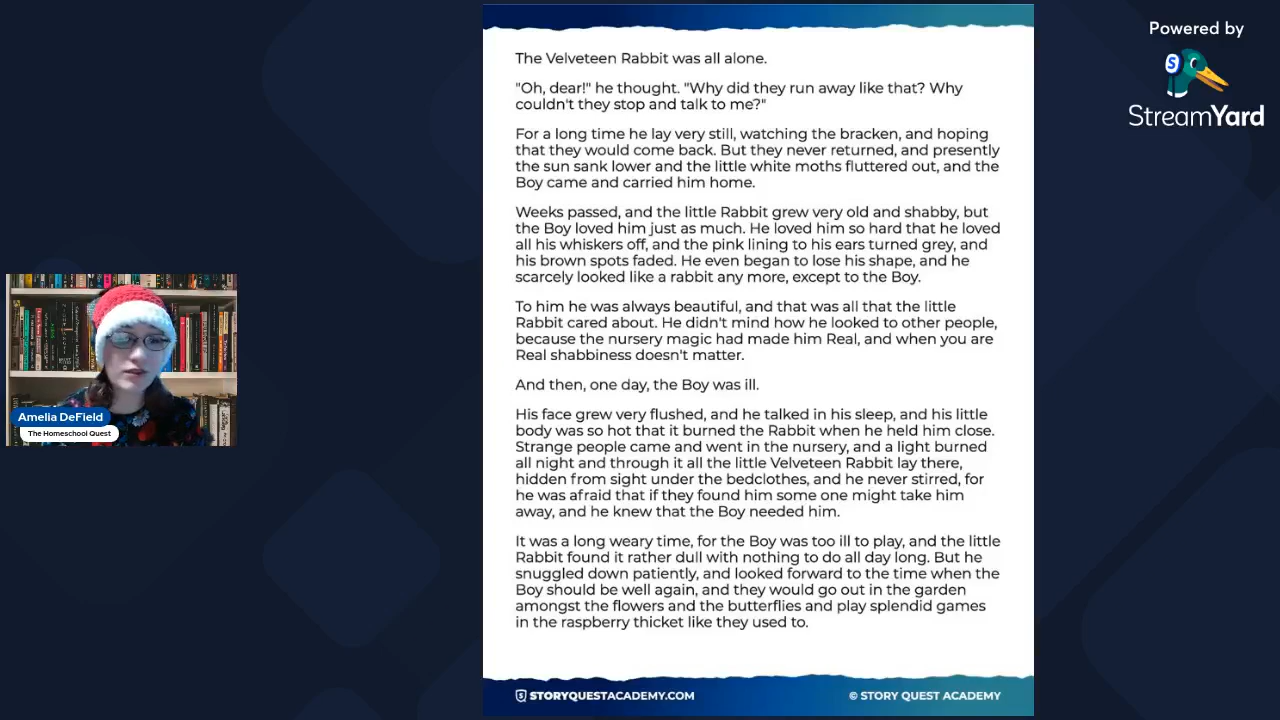 The Velveteen Rabbit was all alone.
"Oh, dear!" he thought. "Why did they run away like that? Why
couldn't they stop and talk to me?"
For a long time he lay very still, watching the bracken, and hoping
that they would come back. But they never returned, and presently
the sun sank lower and the little white moths fluttered out, and the
Boy came and carried him home.
Weeks passed, and the little Rabbit grew very old and shabby, but
the Boy loved him just as much. He loved him so hard that he loved
all his whiskers off, and the pink lining to his ears turned grey, and
his brown spots faded. He even began to lose his shape, and he
scarcely looked like a rabbit any more, except to the Boy.
To him he was always beautiful, and that was all that the little
Rabbit cared about. He didn't mind how he looked to other people,
because the nursery magic had made him Real, and when you are
Real shabbiness doesn't matter.
And then, one day, the Boy was ill.
His face grew very flushed, and he talked in his sleep, and his little
body was so hot that it burned the Rabbit when he held him close.
Strange people came and went in the nursery, and a light burned
all night and through it all the little Velveteen Rabbit lay there,
hidden from sight under the bedclothes, and he never stirred, for
he was afraid that if they found him some one might take him
away, and he knew that the Boy needed him.
It was a long weary time, for the Boy was too ill to play, and the little
Rabbit found it rather dull with nothing to do all day long. But he
snuggled down patiently, and looked forward to the time when the
Boy should be well again, and they would go out in the garden
amongst the flowers and the butterflies and play splendid games
in the raspberry thicket like they used to.
STORYQUESTACADEMY.COM
© STORY QUEST ACADEMY
Amelia DeField
The Homeschool Quest
Powered by
S
StreamYard